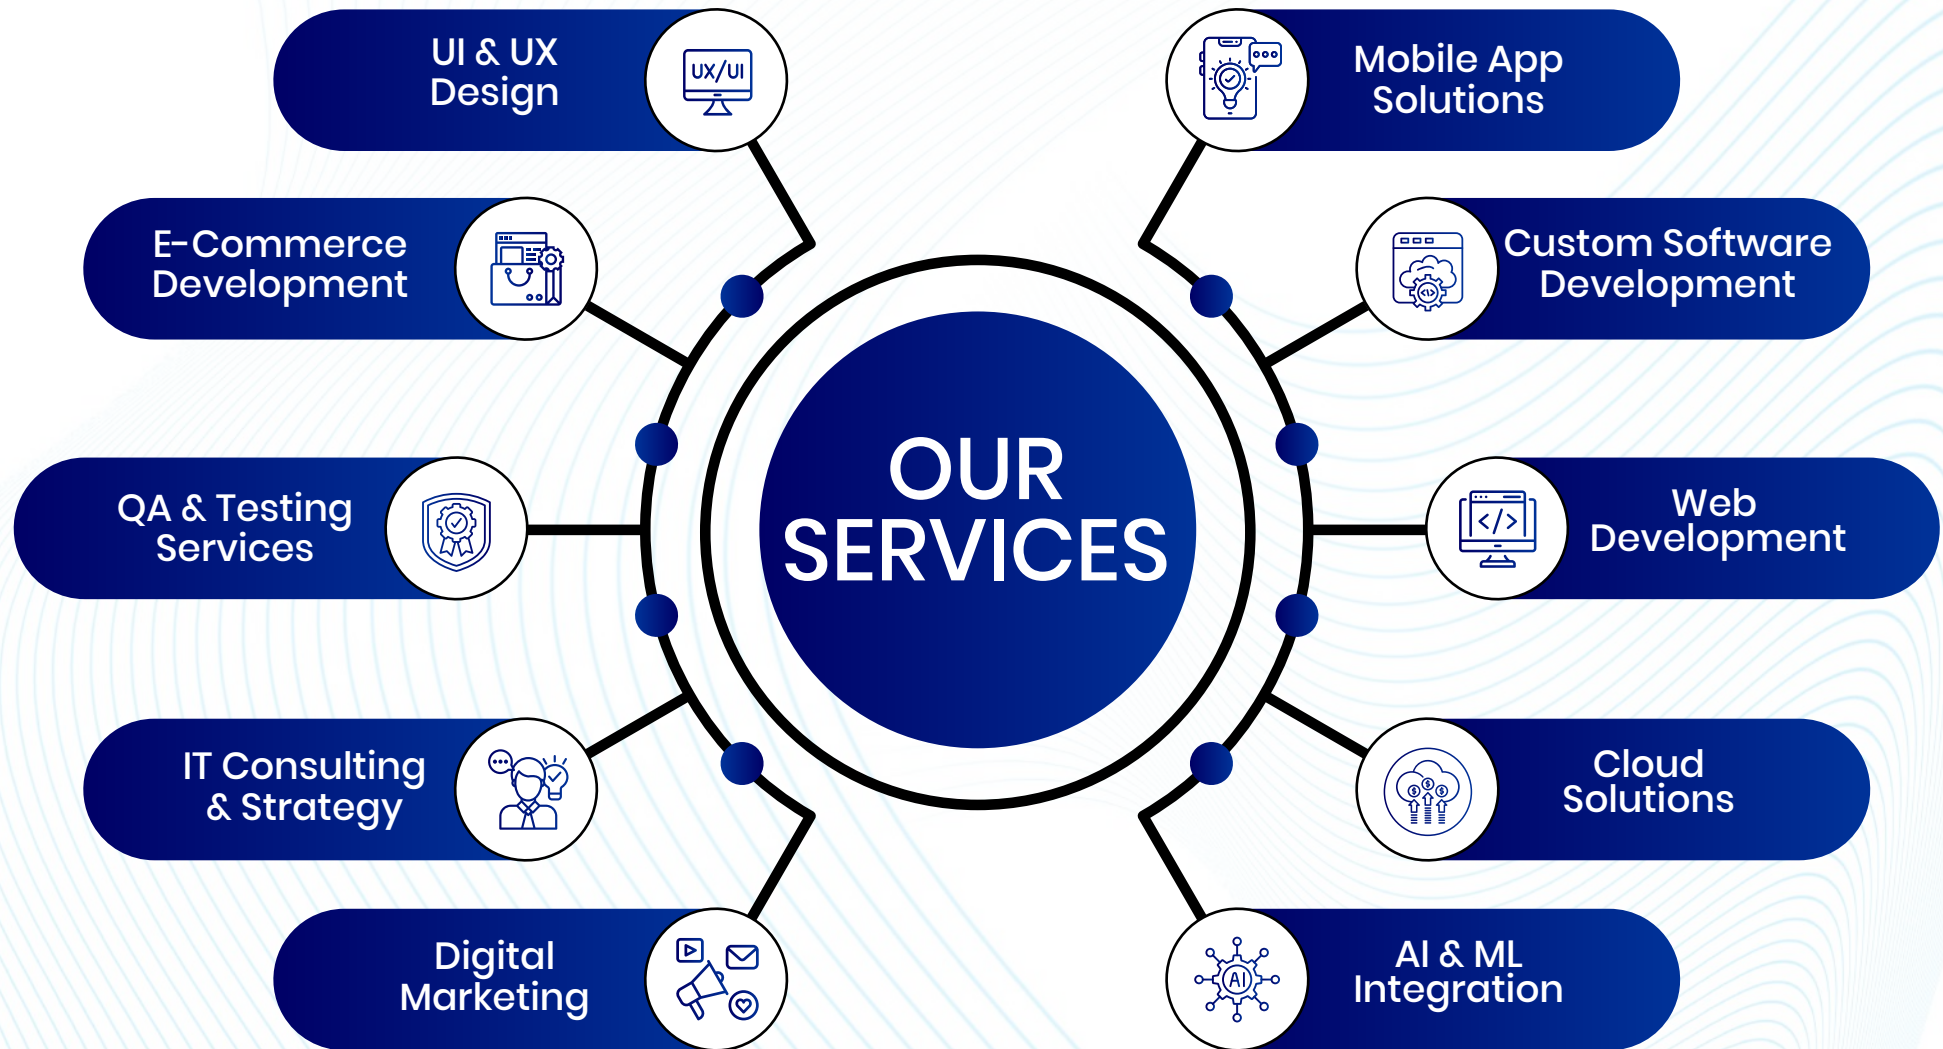 UI & UX
Design
UX/UI
Mobile App
Solutions
E-Commerce
Development
Custom Software
Development
</>
OUR
SERVICES
QA & Testing
Services
</>
Web
Development
IT Consulting
& Strategy
Cloud
Solutions
$ $ $
Digital
Marketing
AI
AI & ML
Integration